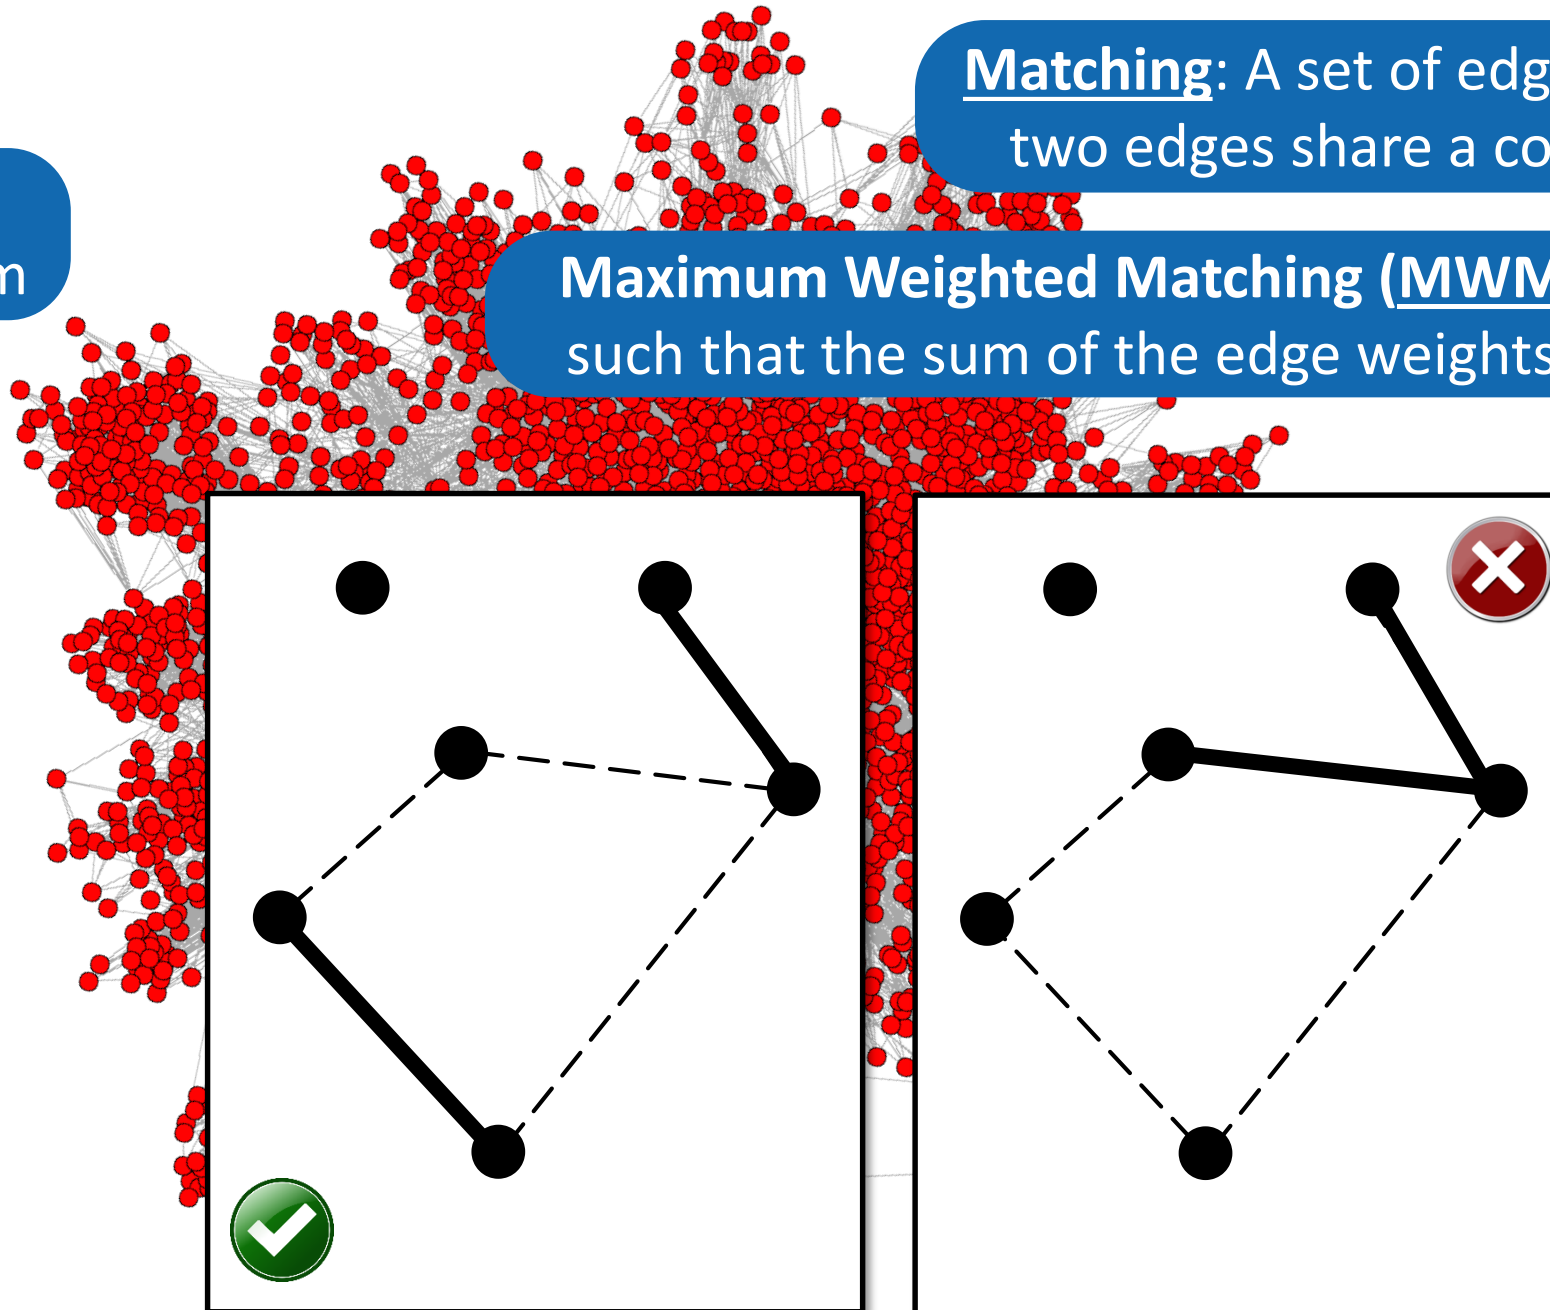 Matching: A set of edg
two edges share a co
m
Maximum Weighted Matching (MWM
such that the sum of the edge weights